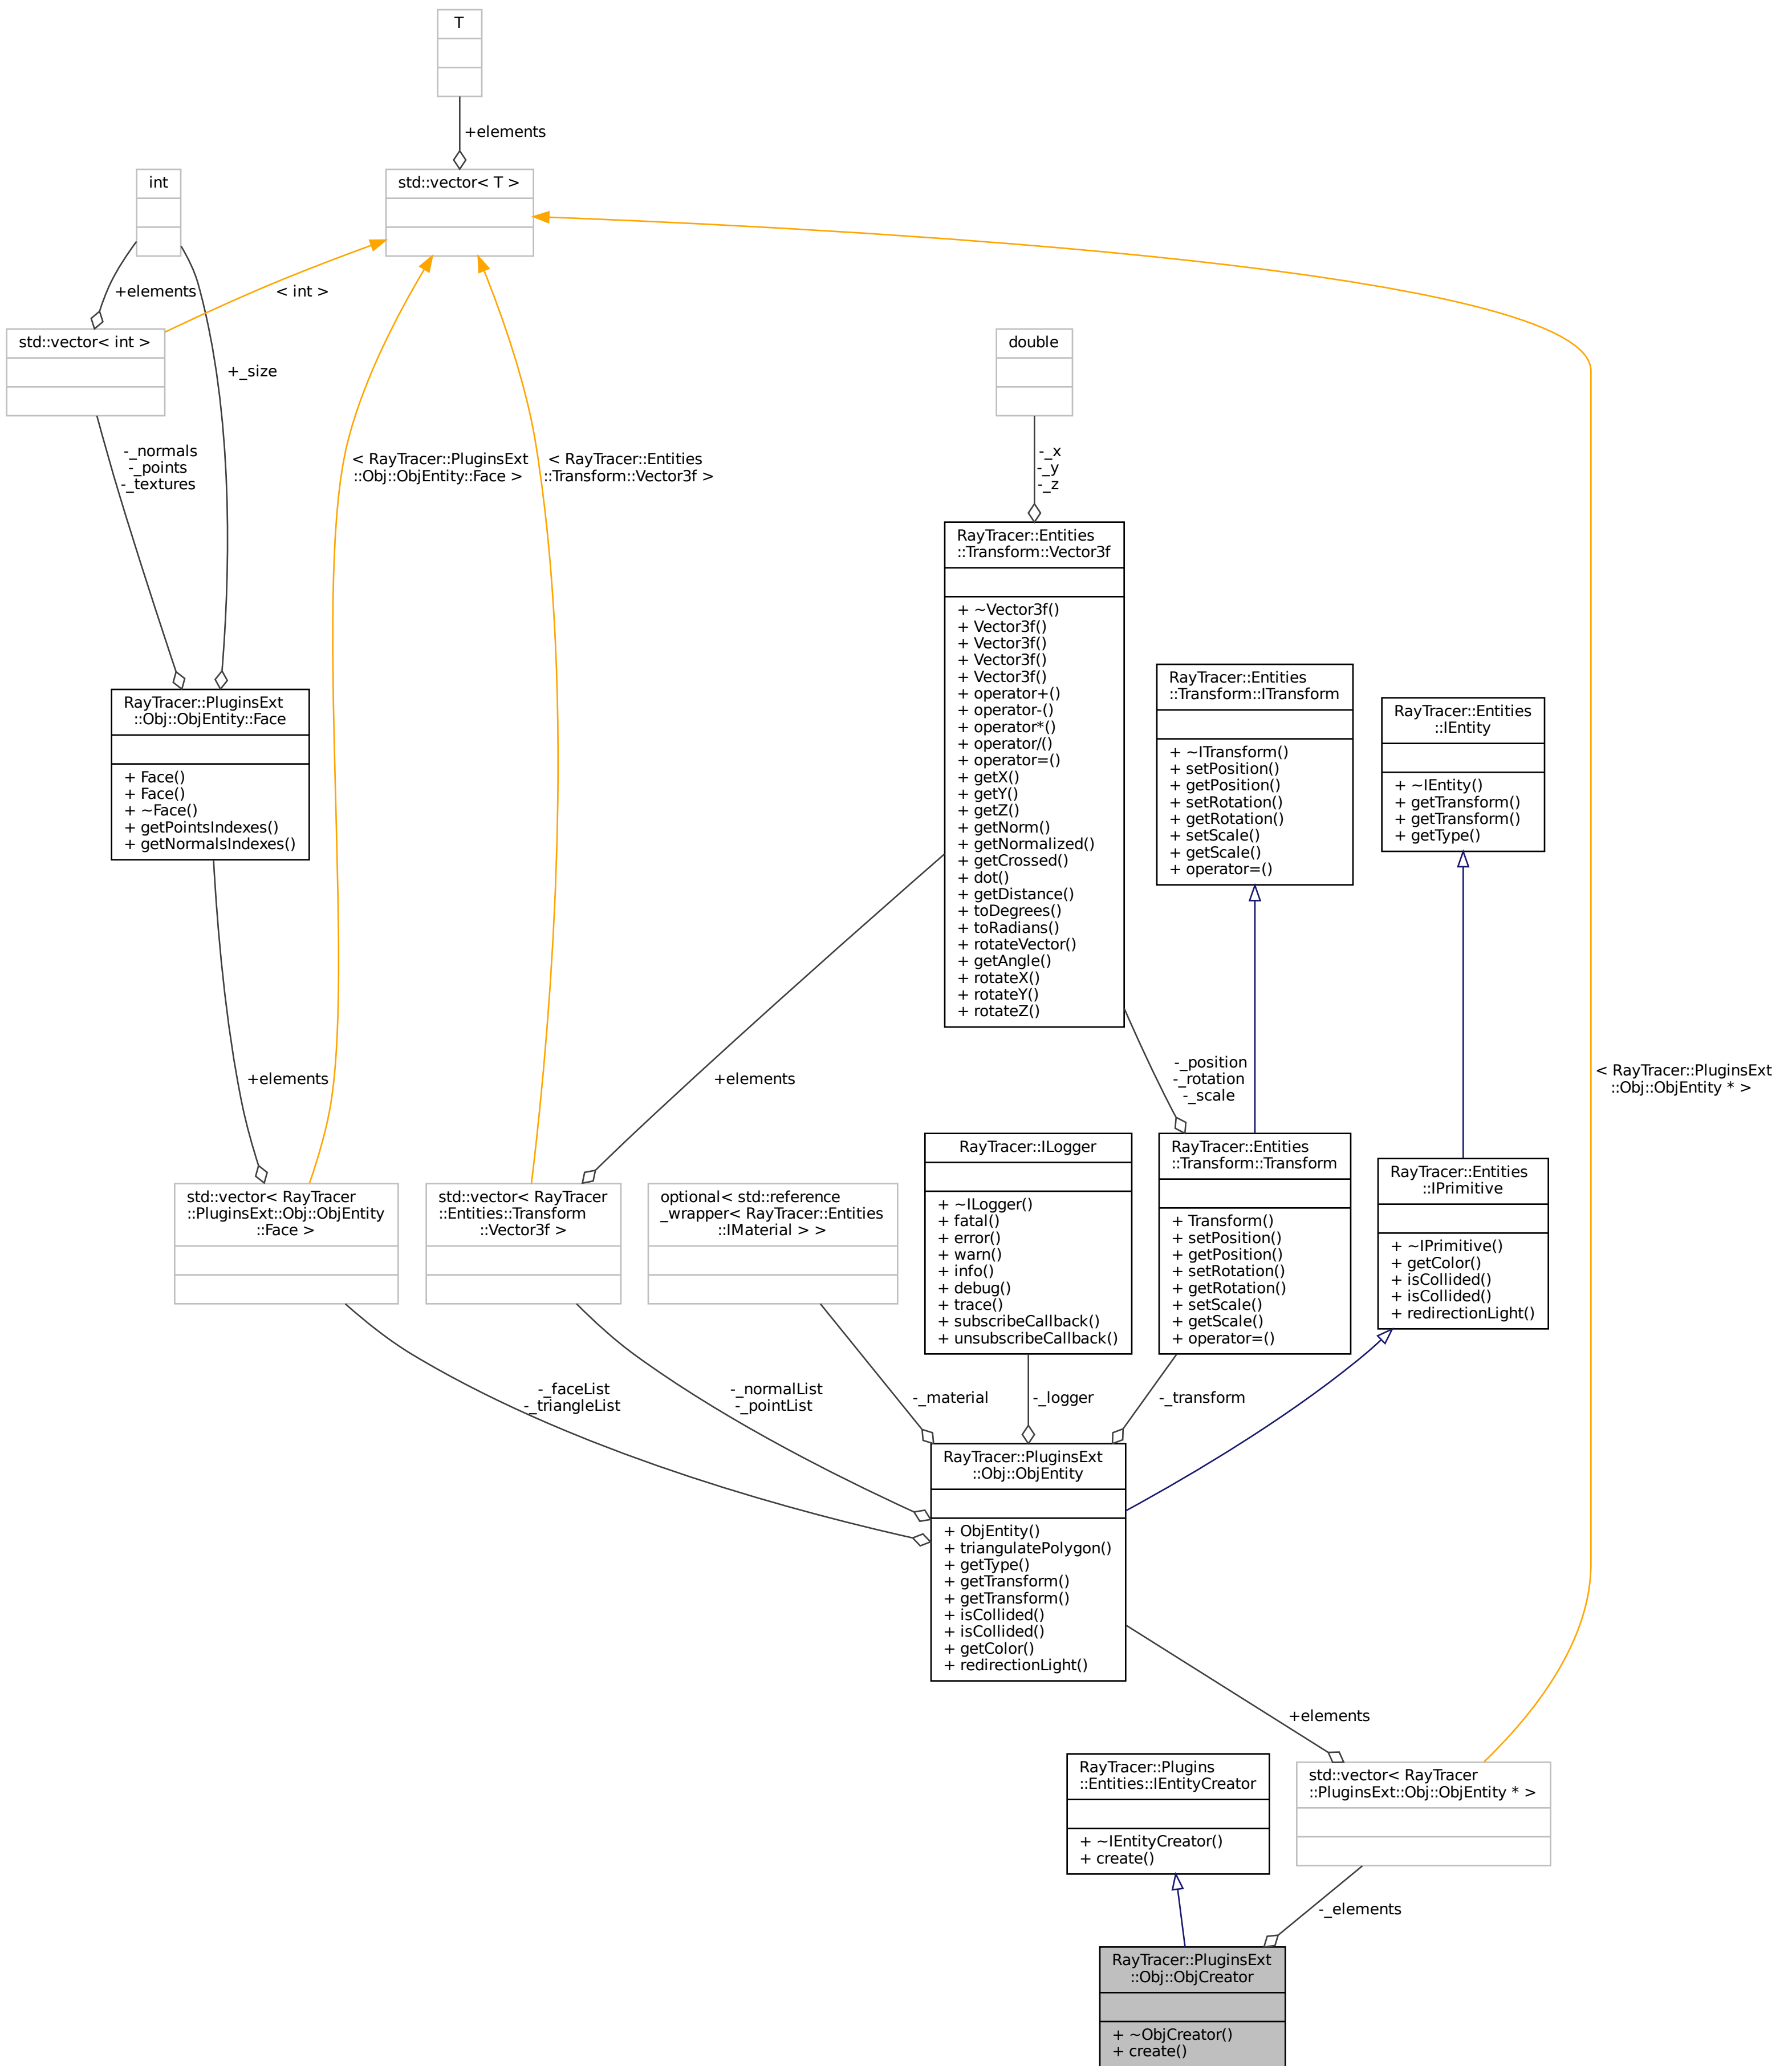 T
+elements
int
std::vector< T >
+elements
< int >
std::vector< int >
+_size
double
-_normals
-_points
-_textures
< RayTracer::PluginsExt
::Obj::ObjEntity::Face >
< RayTracer::Entities
::Transform::Vector3f >
-_x
-_y
-_z
RayTracer::Entities
::Transform::Vector3f
+ ~Vector3f()
+ Vector3f()
+ Vector3f()
+ Vector3f()
+ Vector3f()
+ operator+()
+ operator-()
+ operator*()
+ operator/()
+ operator=()
+ getX()
+ getY()
+ getZ()
+ getNorm()
+ getNormalized()
+ getCrossed()
+ dot()
+ getDistance()
+ toDegrees()
+ toRadians()
+ rotateVector()
+ getAngle()
+ rotateX()
+ rotateY()
+ rotateZ()
RayTracer::Entities
::Transform::ITransform
+ ~ITransform()
+ setPosition()
+ getPosition()
+ setRotation()
+ getRotation()
+ setScale()
+ getScale()
+ operator=()
RayTracer::Entities
::IEntity
+ ~IEntity()
+ getTransform()
+ getTransform()
+ getType()
RayTracer::PluginsExt
::Obj::ObjEntity::Face
+ Face()
+ Face()
+ ~Face()
+ getPointsIndexes()
+ getNormalsIndexes()
+elements
+elements
-_position
-_rotation
-_scale
< RayTracer::PluginsExt
::Obj::ObjEntity * >
std::vector< RayTracer
::PluginsExt::Obj::ObjEntity
::Face >
std::vector< RayTracer
::Entities::Transform
::Vector3f >
optional< std::reference
_wrapper< RayTracer::Entities
::IMaterial > >
RayTracer::ILogger
+ ~ILogger()
+ fatal()
+ error()
+ warn()
+ info()
+ debug()
+ trace()
+ subscribeCallback()
+ unsubscribeCallback()
RayTracer::Entities
::Transform::Transform
+ Transform()
+ setPosition()
+ getPosition()
+ setRotation()
+ getRotation()
+ setScale()
+ getScale()
+ operator=()
RayTracer::Entities
::IPrimitive
+ ~IPrimitive()
+ getColor()
+ isCollided()
+ isCollided()
+ redirectionLight()
-_faceList
-_triangleList
-_normalList
-_pointList
-_material
-_logger
-_transform
RayTracer::PluginsExt
::Obj::ObjEntity
+ ObjEntity()
+ triangulatePolygon()
+ getType()
+ getTransform()
+ getTransform()
+ isCollided()
+ isCollided()
+ getColor()
+ redirectionLight()
+elements
RayTracer::Plugins
::Entities::IEntityCreator
+ ~IEntityCreator()
+ create()
std::vector< RayTracer
::PluginsExt::Obj::ObjEntity * >
-_elements
RayTracer::PluginsExt
::Obj::ObjCreator
+ ~ObjCreator()
+ create()